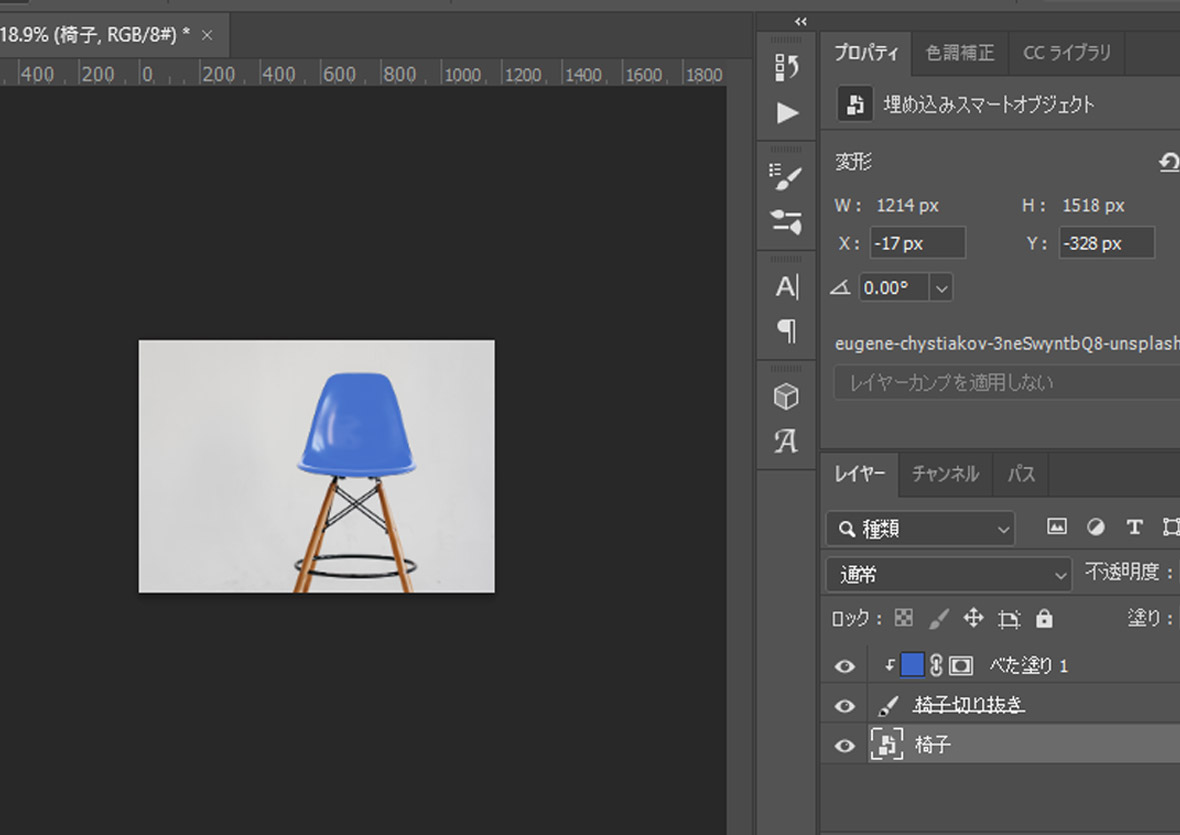 18.9% (椅子, RGB/8#) * ×
400 200 0 200 400 600 800 1000 1200 1400 1600 1800
プロパティ 色調補正 CC ライブラリ
埋め込みスマートオブジェクト
変形
W : 1214 px H : 1518 px
X : -17 px Y : -328 px
0.00°
eugene-chystiakov-3neSwyntbQ8-unsplash
レイヤーカンプを適用しない
レイヤー チャンネル パス
種類
通常 不透明度 :
ロック : 塗り :
べた塗り 1
椅子切り抜き
椅子